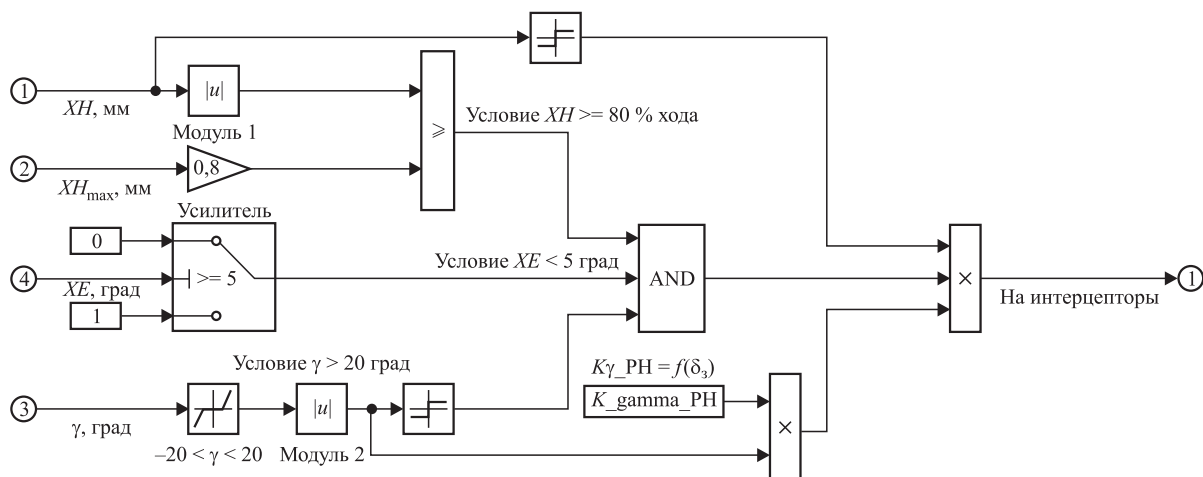 1
XH, мм
|u|
Модуль 1
2
XH_max, мм
0,8
Усилитель
⩾
Условие XH >= 80 % хода
0
4
XE, град
>= 5
1
Условие XE < 5 град
AND
×
На интерцепторы
1
Условие γ > 20 град
3
γ, град
–20 < γ < 20
|u|
Модуль 2
Kγ_PH = f(δ_з)
K_gamma_PH
×